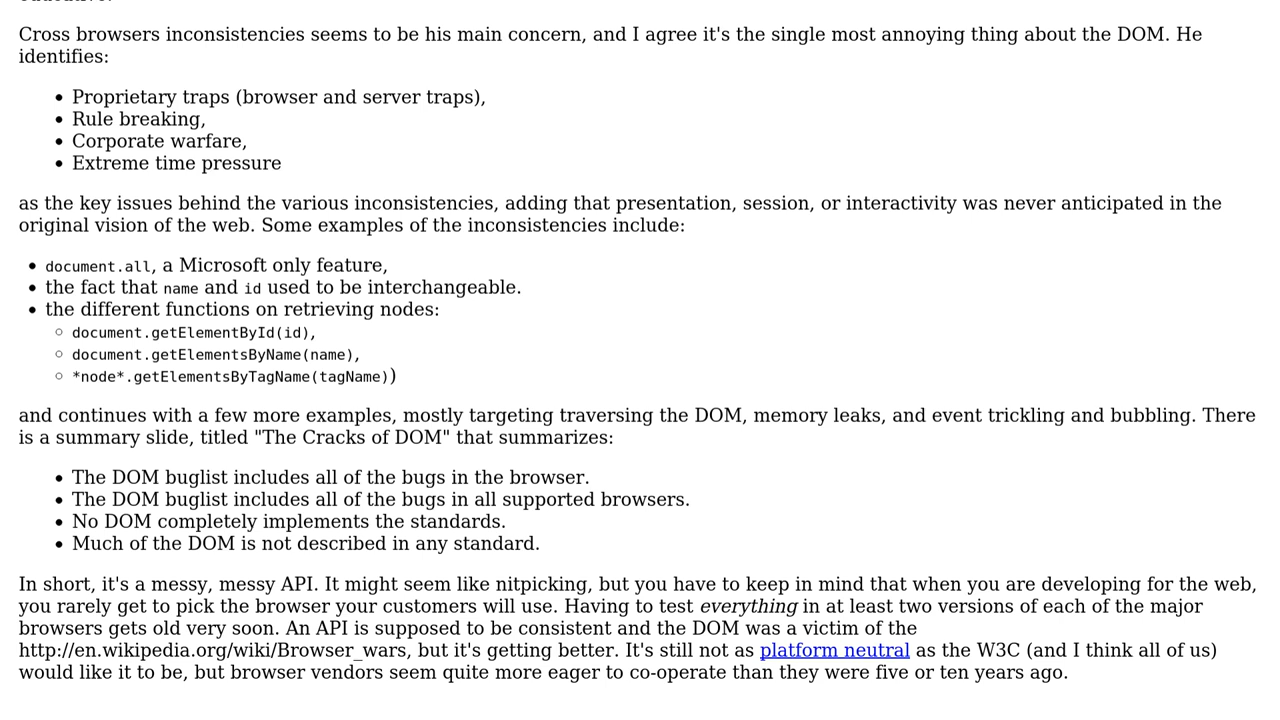 Cross browsers inconsistencies seems to be his main concern, and I agree it's the single most annoying thing about the DOM. He
identifies:
• Proprietary traps (browser and server traps),
• Rule breaking,
• Corporate warfare,
• Extreme time pressure
as the key issues behind the various inconsistencies, adding that presentation, session, or interactivity was never anticipated in the
original vision of the web. Some examples of the inconsistencies include:
• document.all, a Microsoft only feature,
• the fact that name and id used to be interchangeable.
• the different functions on retrieving nodes:
◦ document.getElementById(id),
◦ document.getElementsByName(name),
◦ *node*.getElementsByTagName(tagName))
and continues with a few more examples, mostly targeting traversing the DOM, memory leaks, and event trickling and bubbling. There
is a summary slide, titled "The Cracks of DOM" that summarizes:
• The DOM buglist includes all of the bugs in the browser.
• The DOM buglist includes all of the bugs in all supported browsers.
• No DOM completely implements the standards.
• Much of the DOM is not described in any standard.
In short, it's a messy, messy API. It might seem like nitpicking, but you have to keep in mind that when you are developing for the web,
you rarely get to pick the browser your customers will use. Having to test everything in at least two versions of each of the major
browsers gets old very soon. An API is supposed to be consistent and the DOM was a victim of the
http://en.wikipedia.org/wiki/Browser_wars, but it's getting better. It's still not as platform neutral as the W3C (and I think all of us)
would like it to be, but browser vendors seem quite more eager to co-operate than they were five or ten years ago.